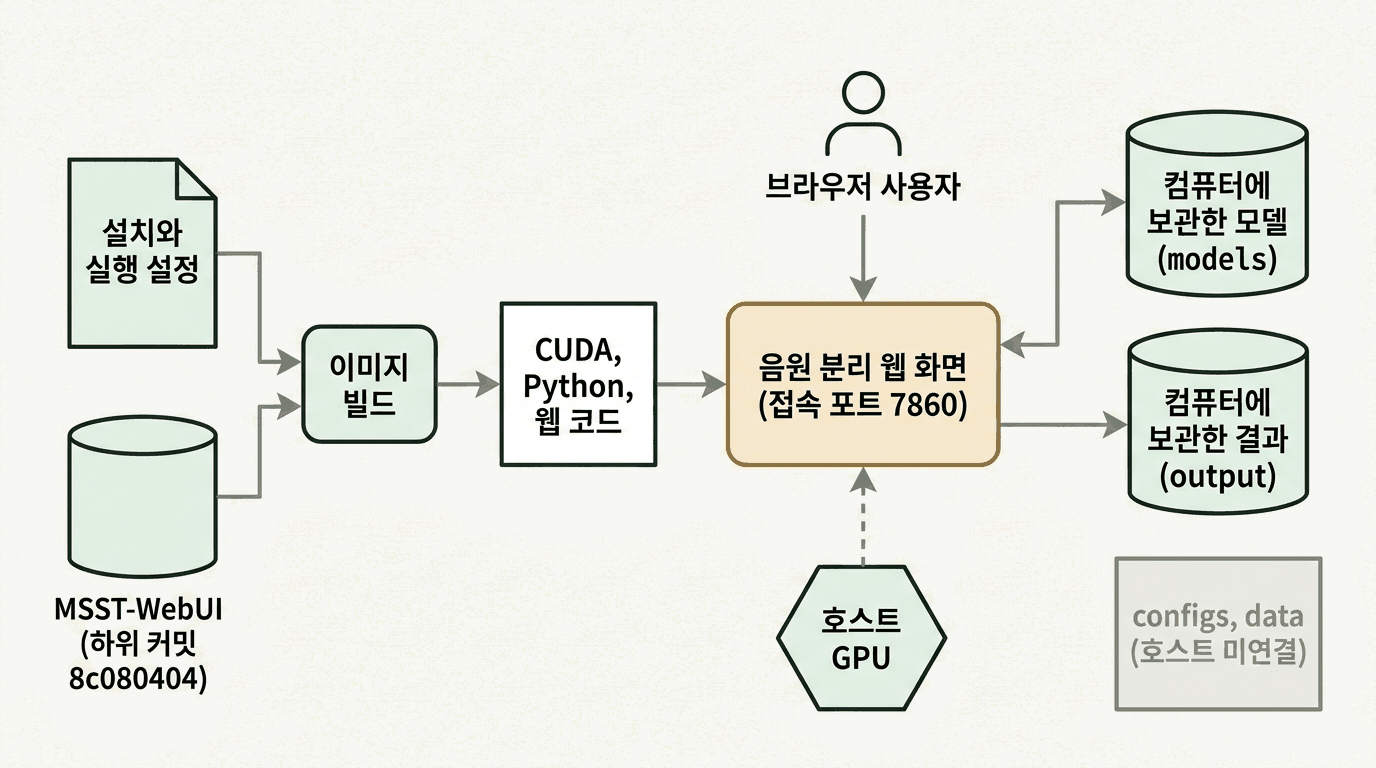 설치와
실행 설정
MSST-WebUI
(하위 커밋
8c080404)
이미지
빌드
CUDA,
Python,
웹 코드
브라우저 사용자
음원 분리 웹 화면
(접속 포트 7860)
호스트
GPU
컴퓨터에
보관한 모델
(models)
컴퓨터에
보관한 결과
(output)
configs, data
(호스트 미연결)